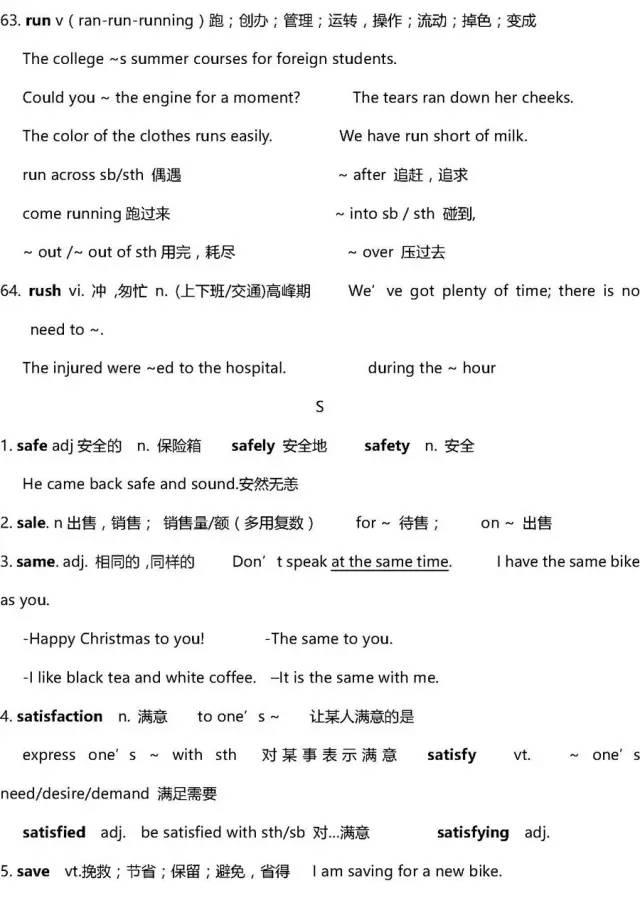 63. run v（ran-run-running）跑；创办；管理；运转，操作；流动；掉色；变成
The college ~s summer courses for foreign students.
Could you ~ the engine for a moment? The tears ran down her cheeks.
The color of the clothes runs easily. We have run short of milk.
run across sb/sth 偶遇 ~ after 追赶，追求
come running 跑过来 ~ into sb / sth 碰到,
~ out /~ out of sth 用完，耗尽 ~ over 压过去
64. rush vi. 冲 ,匆忙 n. (上下班/交通)高峰期 We've got plenty of time; there is no
need to ~.
The injured were ~ed to the hospital. during the ~ hour
S
1. safe adj 安全的 n. 保险箱 safely 安全地 safety n. 安全
He came back safe and sound.安然无恙
2. sale. n 出售，销售； 销售量/额（多用复数） for ~ 待售； on ~ 出售
3. same. adj. 相同的 ,同样的 Don't speak at the same time. I have the same bike
as you.
-Happy Christmas to you! -The same to you.
-I like black tea and white coffee. –It is the same with me.
4. satisfaction n. 满意 to one's ~ 让某人满意的是
express one's ~ with sth 对某事表示满意 satisfy vt. ~ one's
need/desire/demand 满足需要
satisfied adj. be satisfied with sth/sb 对…满意 satisfying adj.
5. save vt.挽救；节省；保留；避免，省得 I am saving for a new bike.